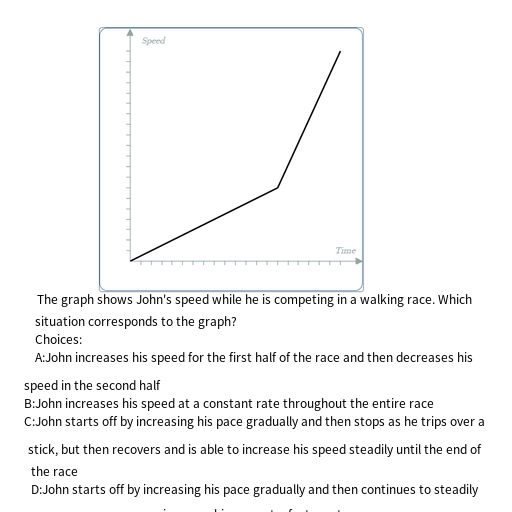 Speed
Time
The graph shows John's speed while he is competing in a walking race. Which
situation corresponds to the graph?
Choices:
A:John increases his speed for the first half of the race and then decreases his
speed in the second half
B:John increases his speed at a constant rate throughout the entire race
C:John starts off by increasing his pace gradually and then stops as he trips over a
stick, but then recovers and is able to increase his speed steadily until the end of
the race
D:John starts off by increasing his pace gradually and then continues to steadily